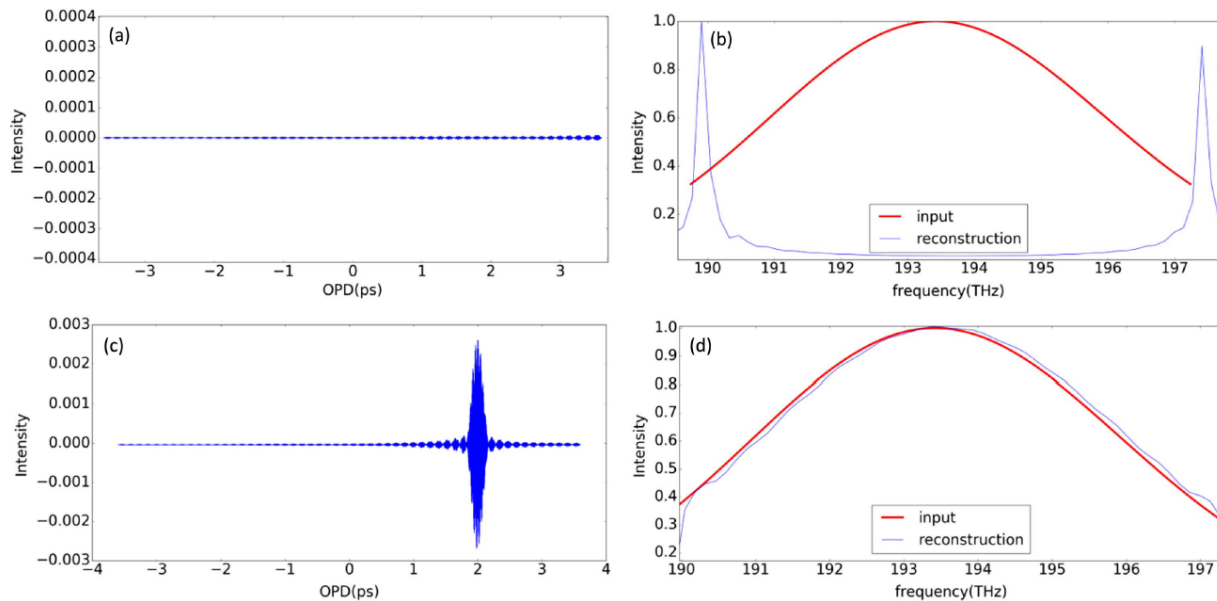 (a)
Intensity
0.0004
0.0003
0.0002
0.0001
0.0000
−0.0001
−0.0002
−0.0003
−0.0004
−3 −2 −1 0 1 2 3
OPD(ps)
(b)
Intensity
1.0
0.8
0.6
0.4
0.2
input
reconstruction
190 191 192 193 194 195 196 197
frequency(THz)
(c)
Intensity
0.003
0.002
0.001
0.000
−0.001
−0.002
−0.003
−4 −3 −2 −1 0 1 2 3 4
OPD(ps)
(d)
Intensity
1.0
0.9
0.8
0.7
0.6
0.5
0.4
0.3
0.2
input
reconstruction
190 191 192 193 194 195 196 197
frequency(THz)